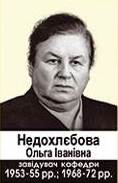 Недохлєбова
Ольга Іванівна
завідувач кафедри
1953-55 рр.; 1968-72 рр.